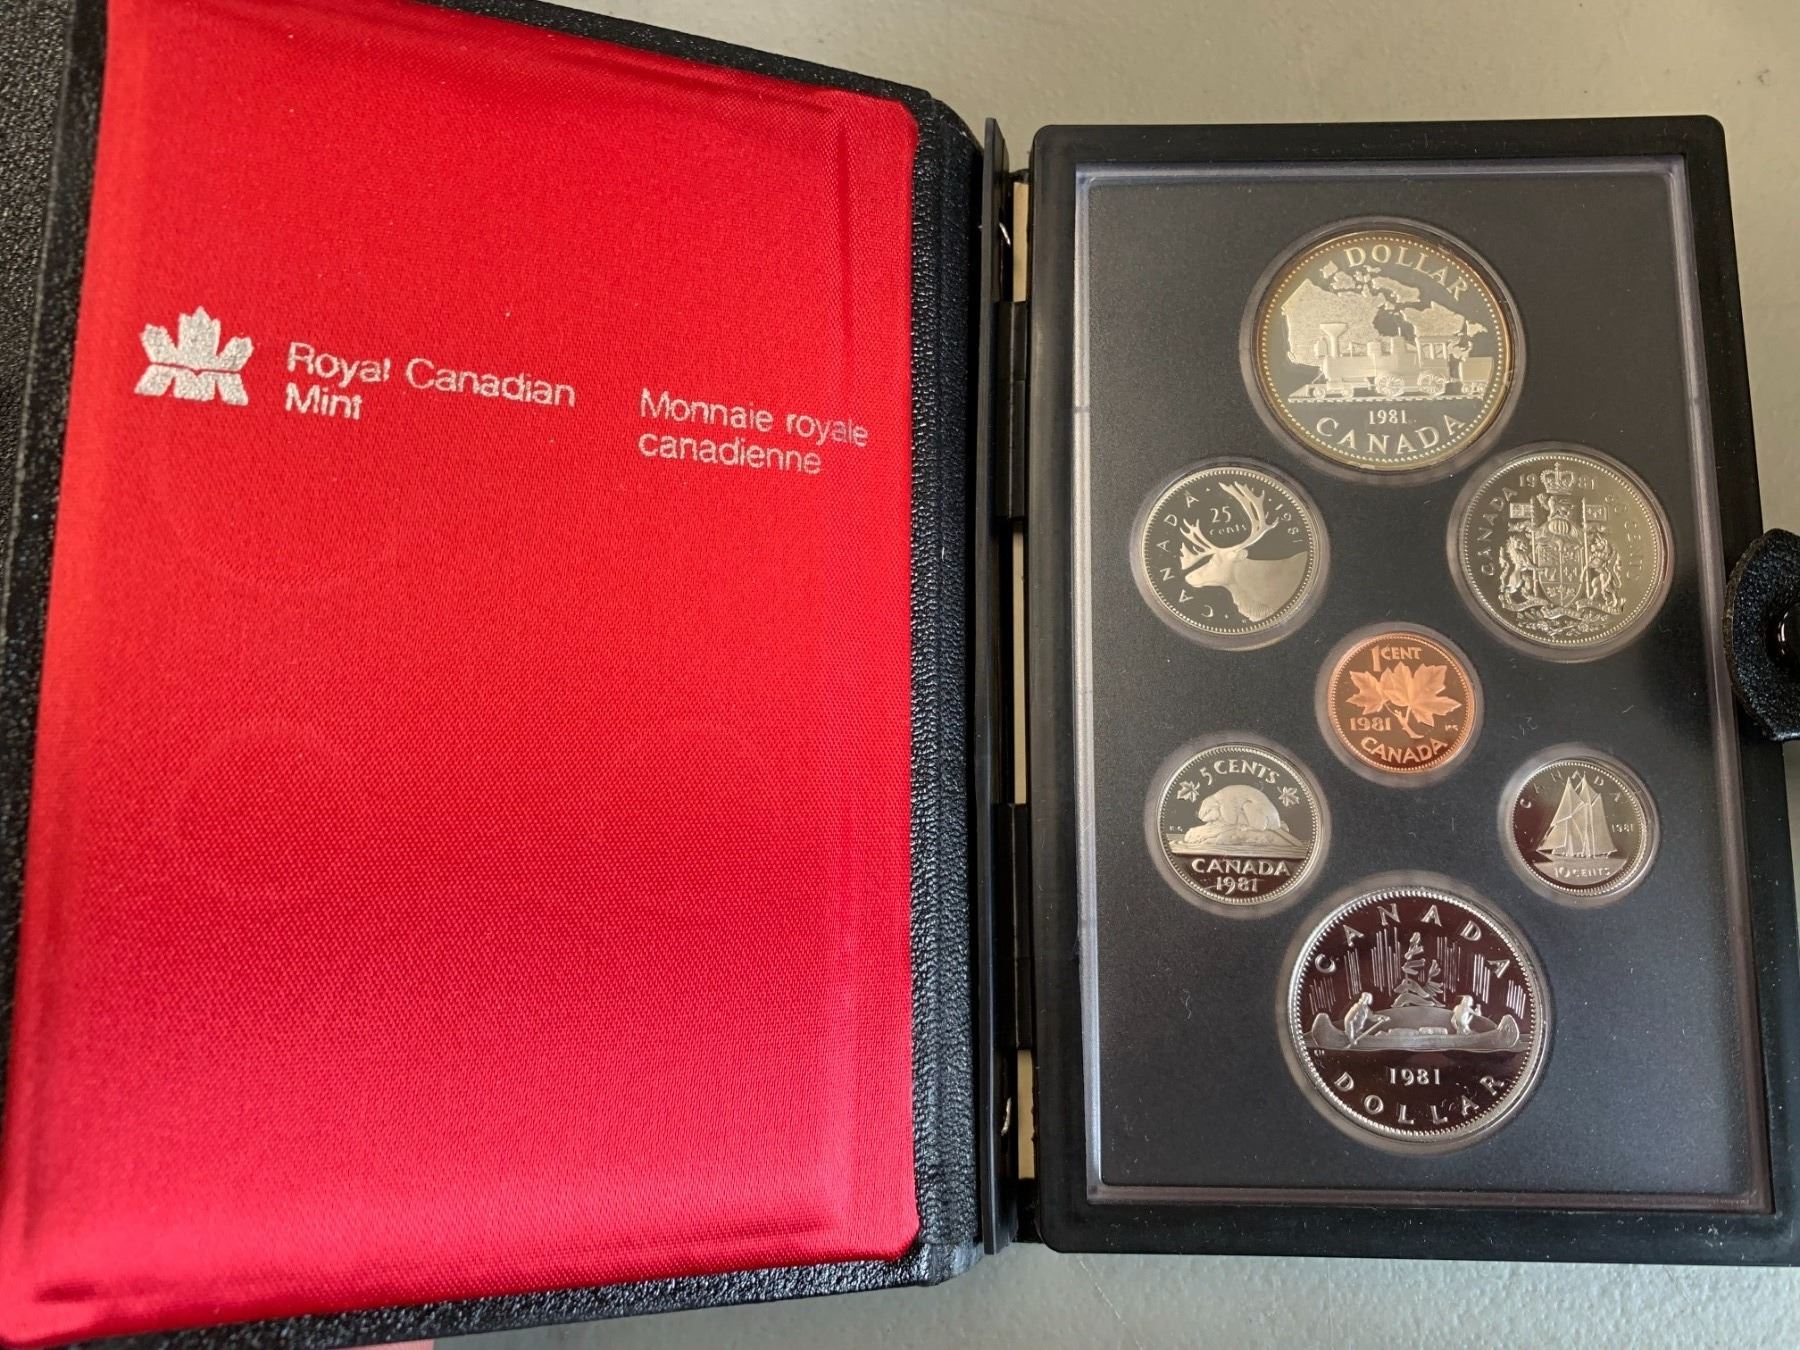 Royal Canadian
Mint
Monnaie royale
canadienne
DOLLAR
1981
CANADA
CANADA 25 cents 1981
CANADA 1981 50 CENTS
1 CENT
1981
CANADA
5 CENTS
CANADA
1981
CANADA
1981
10 CENTS
CANADA
1981
DOLLAR